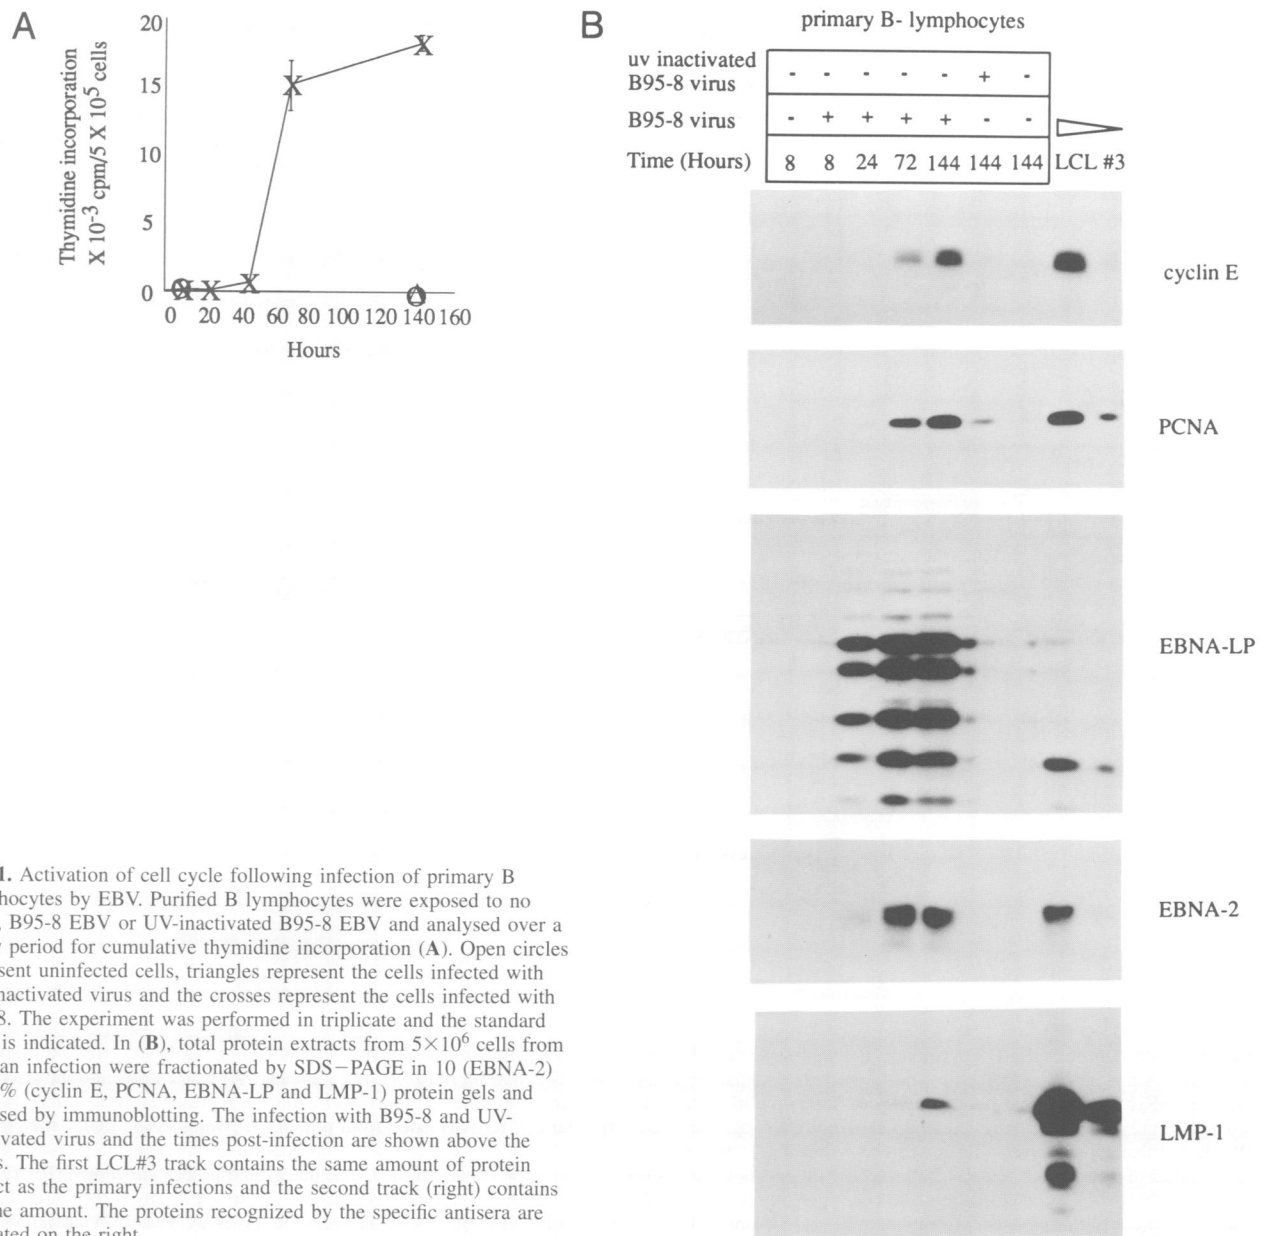 A
Thymidine incorporation
X 10-3 cpm/5 X 105 cells
20
15
10
5
0
0 20 40 60 80 100 120 140 160
Hours
B
primary B- lymphocytes
uv inactivated
B95-8 virus
- - - - - + -
B95-8 virus
- + + + + - -
Time (Hours)
8 8 24 72 144 144 144 LCL #3
cyclin E
PCNA
EBNA-LP
EBNA-2
LMP-1
1. Activation of cell cycle following infection of primary B
hocytes by EBV. Purified B lymphocytes were exposed to no
, B95-8 EBV or UV-inactivated B95-8 EBV and analysed over a
period for cumulative thymidine incorporation (A). Open circles
sent uninfected cells, triangles represent the cells infected with
nactivated virus and the crosses represent the cells infected with
8. The experiment was performed in triplicate and the standard
is indicated. In (B), total protein extracts from 5×106 cells from
an infection were fractionated by SDS−PAGE in 10 (EBNA-2)
% (cyclin E, PCNA, EBNA-LP and LMP-1) protein gels and
sed by immunoblotting. The infection with B95-8 and UV-
vated virus and the times post-infection are shown above the
s. The first LCL#3 track contains the same amount of protein
ct as the primary infections and the second track (right) contains
ne amount. The proteins recognized by the specific antisera are
ated on the right.